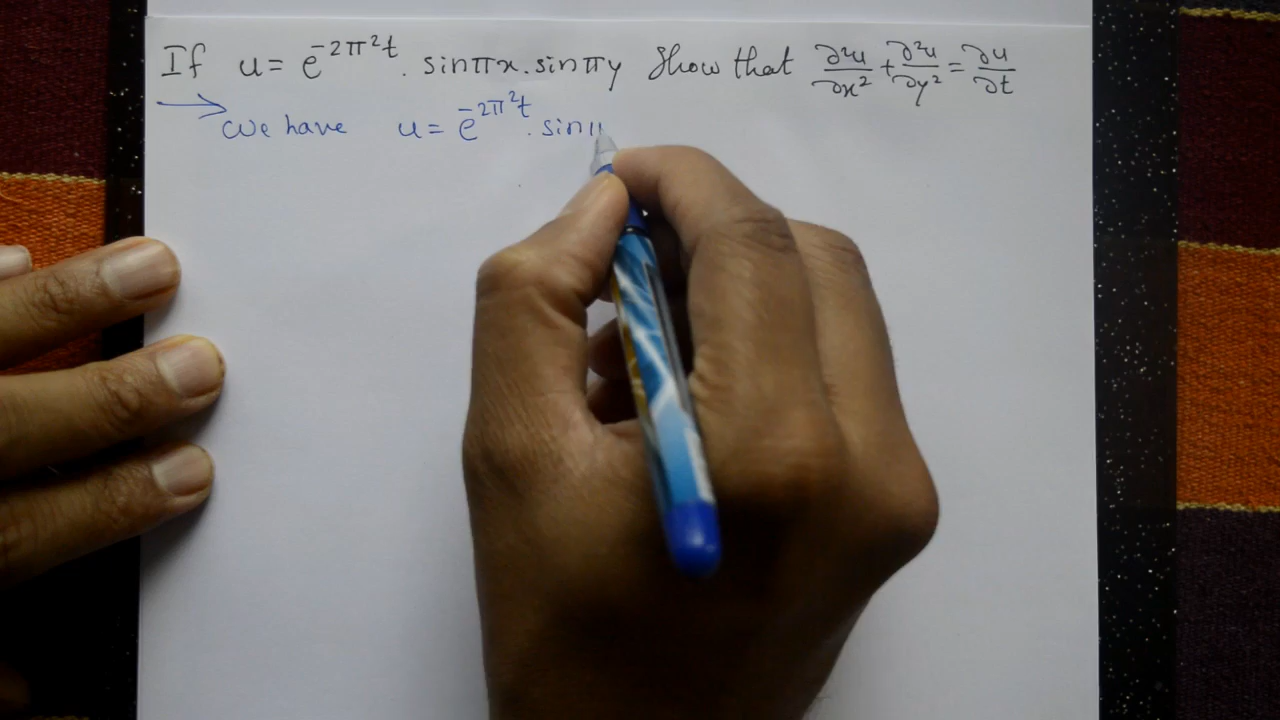 If u = e^{-2π²t} . sinπx . sinπy Show that ∂²u/∂x² + ∂²u/∂y² = ∂u/∂t
We have u = e^{-2π²t} . sin